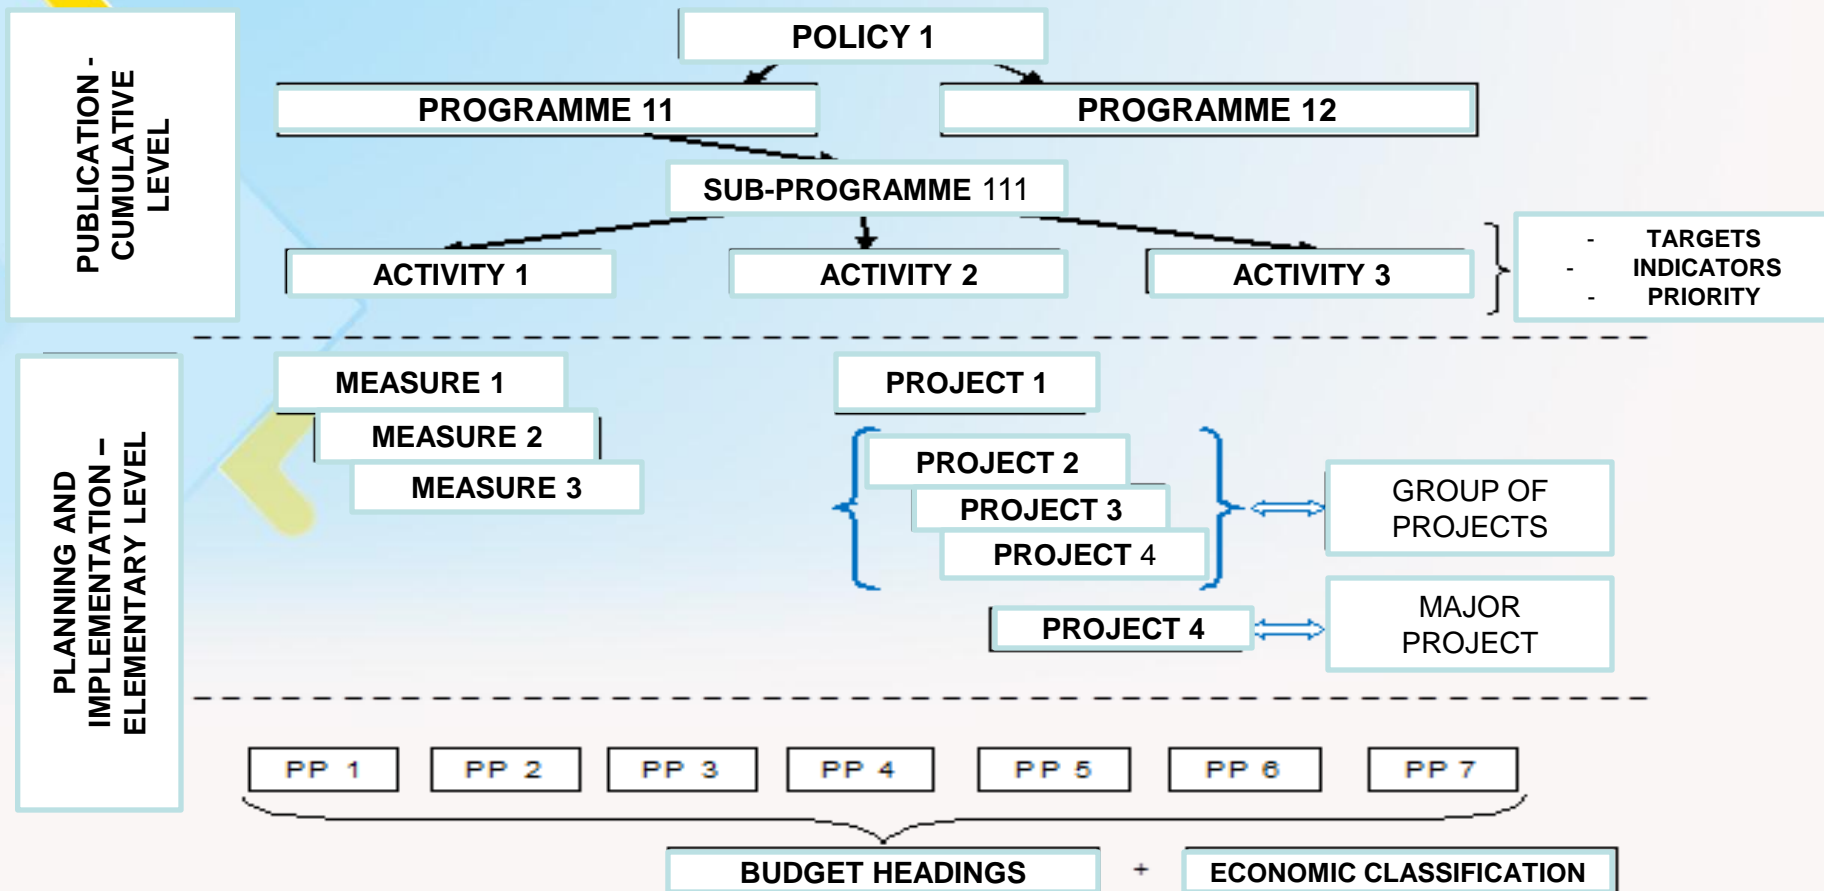 PUBLICATION -
CUMULATIVE
LEVEL
POLICY 1
PROGRAMME 11
PROGRAMME 12
SUB-PROGRAMME 111
ACTIVITY 1
ACTIVITY 2
ACTIVITY 3
- TARGETS
- INDICATORS
- PRIORITY
PLANNING AND
IMPLEMENTATION –
ELEMENTARY LEVEL
MEASURE 1
MEASURE 2
MEASURE 3
PROJECT 1
PROJECT 2
PROJECT 3
PROJECT 4
GROUP OF
PROJECTS
PROJECT 4
MAJOR
PROJECT
PP 1
PP 2
PP 3
PP 4
PP 5
PP 6
PP 7
BUDGET HEADINGS
+
ECONOMIC CLASSIFICATION